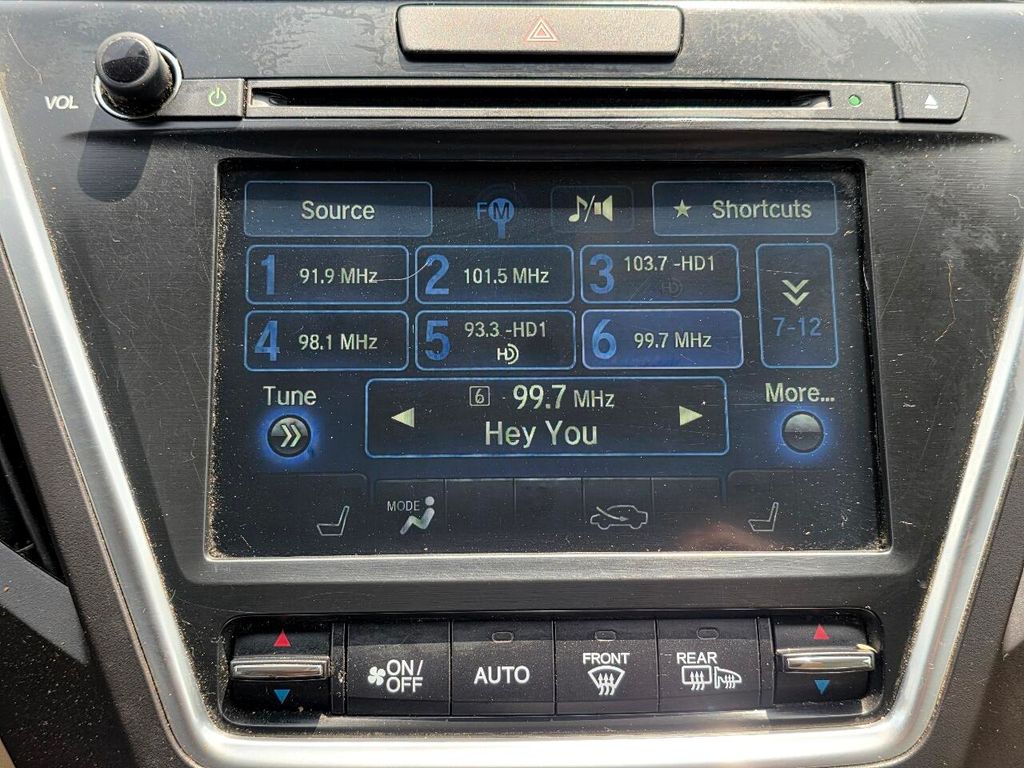 VOL
Source
FM
★ Shortcuts
1 91.9 MHz
2 101.5 MHz
3 103.7 -HD1
HD
7-12
4 98.1 MHz
5 93.3 -HD1
HD
6 99.7 MHz
Tune
6 99.7 MHz
Hey You
More...
MODE
ON/
OFF
AUTO
FRONT
REAR